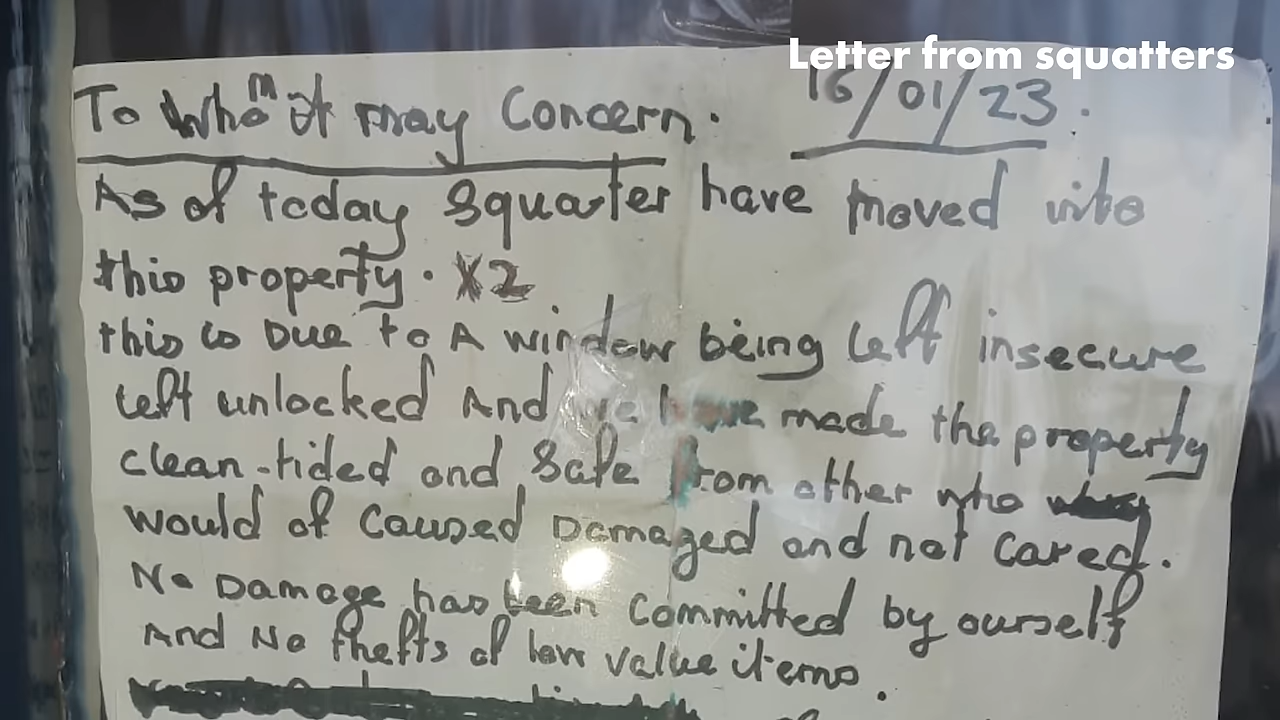 Letter from squatters
To Whom it may Concern. 16/01/23.
As of today Squater have moved into
this property. X2
this is Due to A window being left insecure
left unlocked And we have made the property
clean-tided and Safe from other who
would of Caused Damaged and not Cared.
No Damage has been Committed by ourself
And No thefts of low value items.